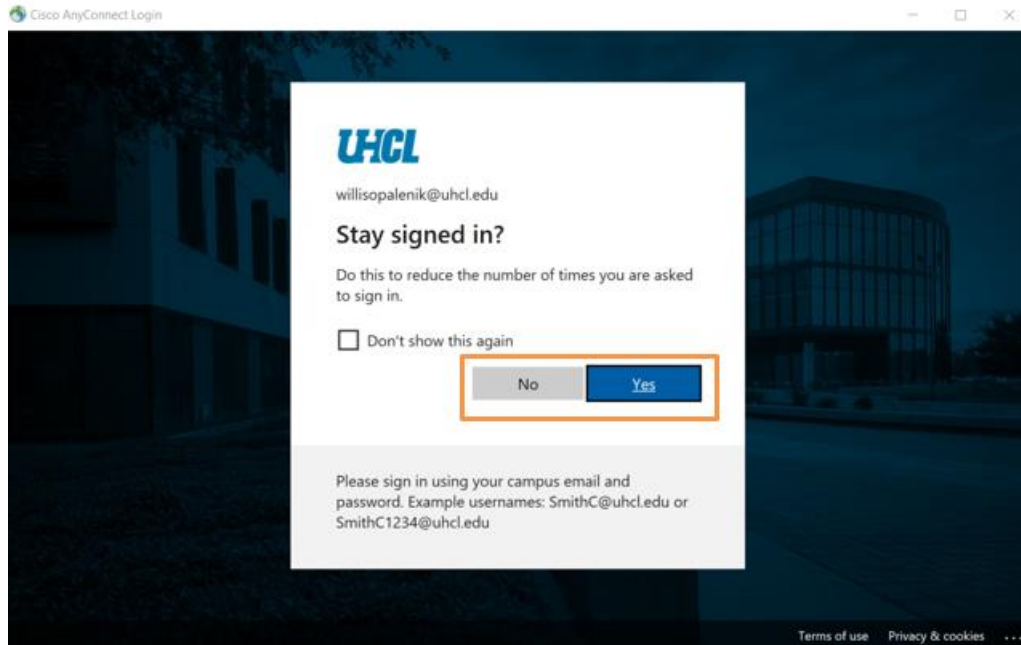 Cisco AnyConnect Login
UHCL
willisopalenik@uhcl.edu
Stay signed in?
Do this to reduce the number of times you are asked
to sign in.
Don't show this again
No Yes
Please sign in using your campus email and
password. Example usernames: SmithC@uhcl.edu or
SmithC1234@uhcl.edu
Terms of use Privacy & cookies ...